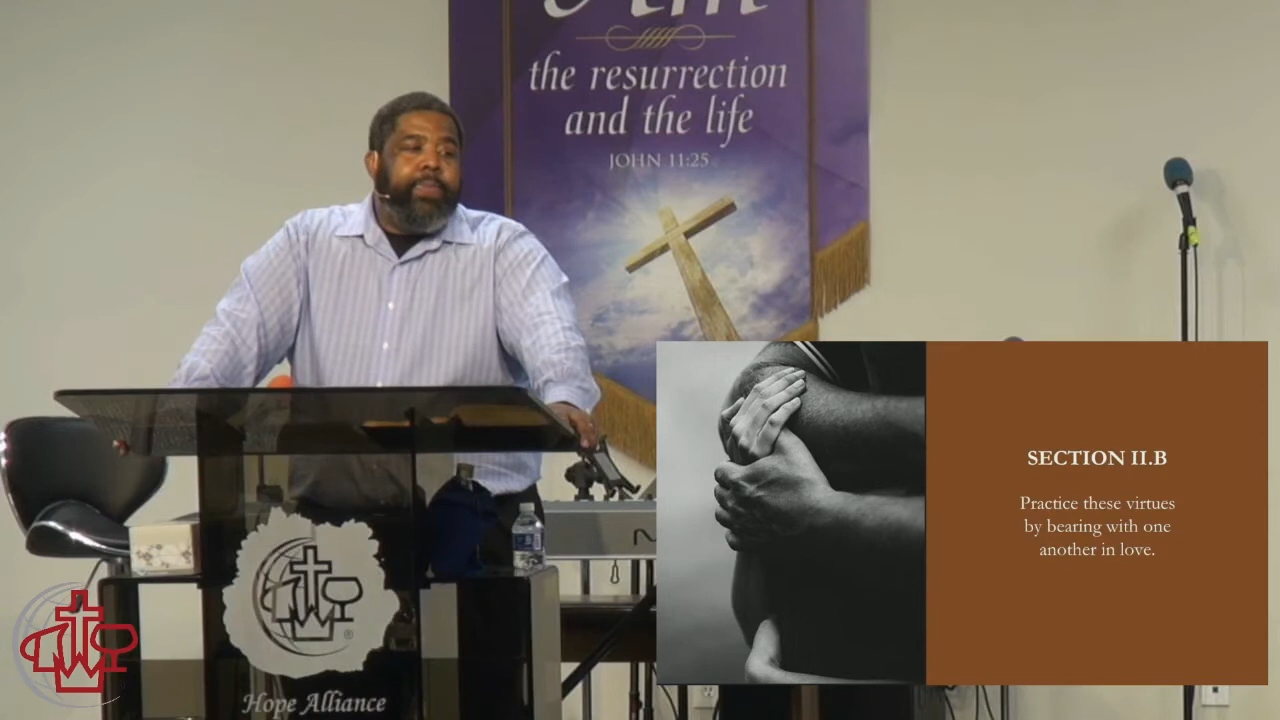 the resurrection
and the life
JOHN 11:25
SECTION II.B
Practice these virtues
by bearing with one
another in love.
®
Hope Alliance